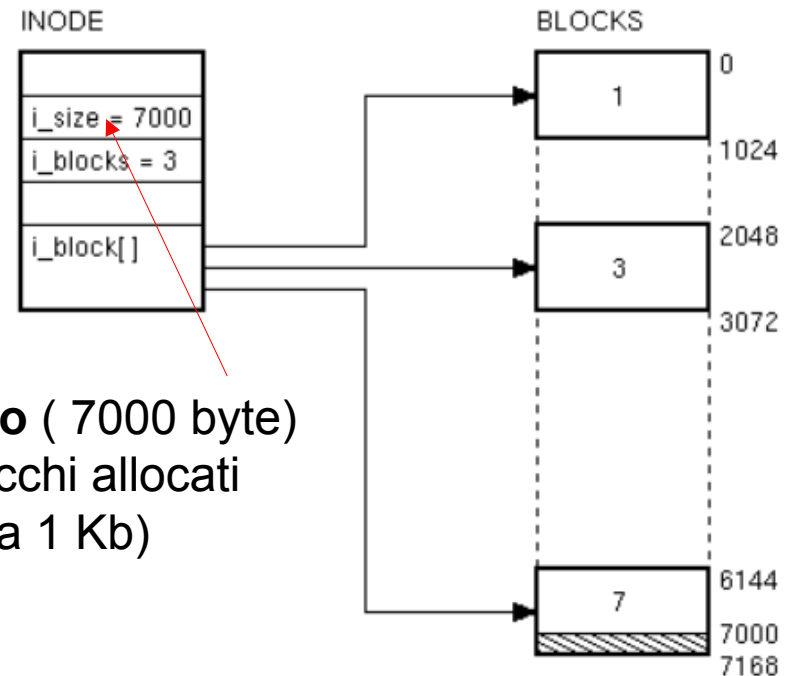 INODE
i_size = 7000
i_blocks = 3
i_block[ ]
BLOCKS
1
0
1024
3
2048
3072
7
6144
7000
7168
o ( 7000 byte)
cchi allocati
a 1 Kb)